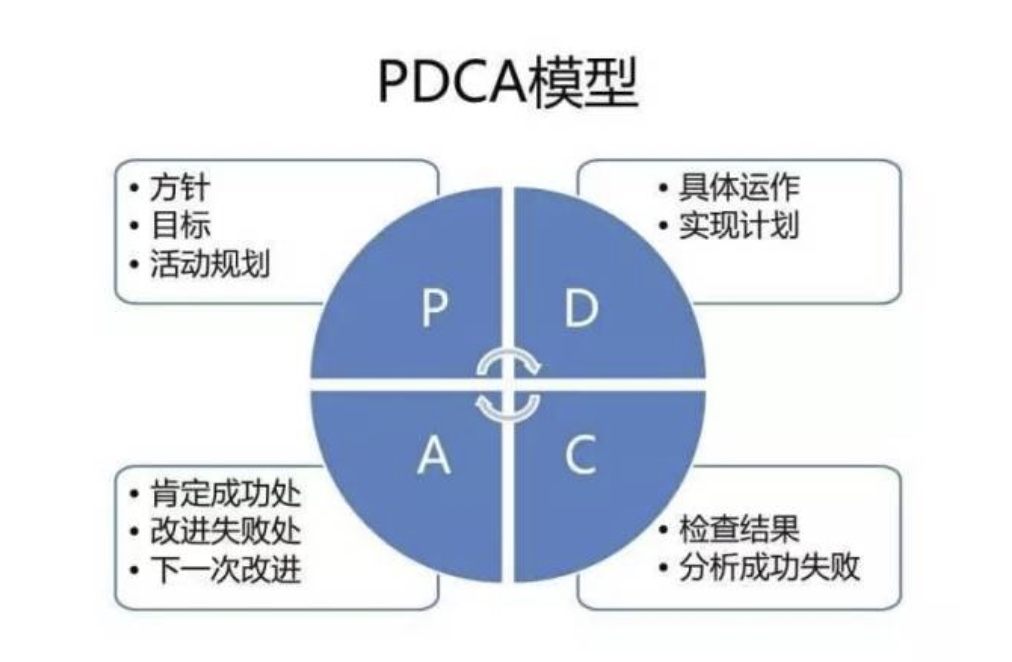 PDCA模型
• 方针
• 目标
• 活动规划
• 具体运作
• 实现计划
P
D
A
C
• 肯定成功处
• 改进失败处
• 下一次改进
• 检查结果
• 分析成功失败